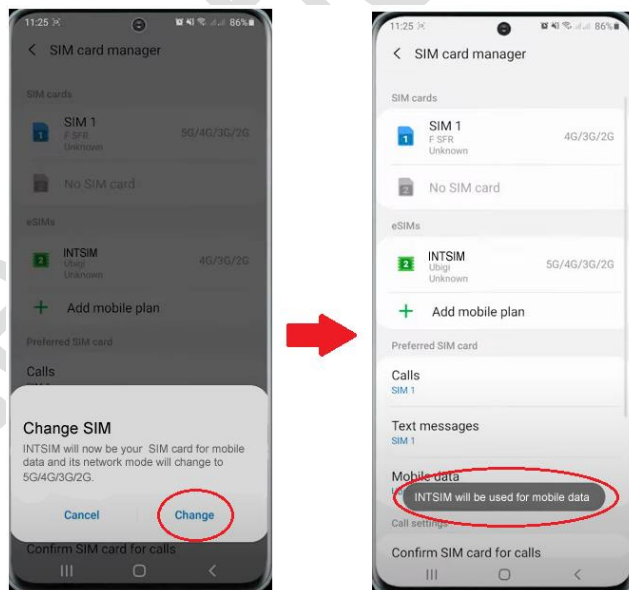 11:25
86%
SIM card manager
SIM cards
SIM 1
F SFR
Unknown
5G/4G/3G/2G
No SIM card
eSIMs
INTSIM
Ubigi
Unknown
4G/3G/2G
Add mobile plan
Preferred SIM card
Calls
Change SIM
INTSIM will now be your SIM card for mobile
data and its network mode will change to
5G/4G/3G/2G.
Cancel
Change
Confirm SIM card for calls
11:25
86%
SIM card manager
SIM cards
SIM 1
F SFR
Unknown
4G/3G/2G
No SIM card
eSIMs
INTSIM
Ubigi
Unknown
5G/4G/3G/2G
Add mobile plan
Preferred SIM card
Calls
SIM 1
Text messages
SIM 1
Mobile data
INTSIM will be used for mobile data
Call settings
Confirm SIM card for calls